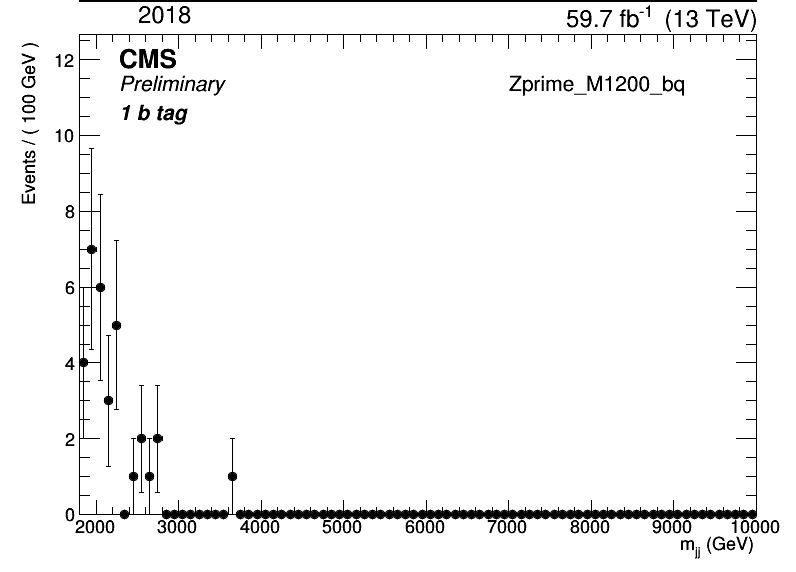 2018 59.7 fb-1 (13 TeV)
CMS
Preliminary
1 b tag
Zprime_M1200_bq
Events / ( 100 GeV )
12
10
8
6
4
2
0
2000 3000 4000 5000 6000 7000 8000 9000 10000
mjj (GeV)